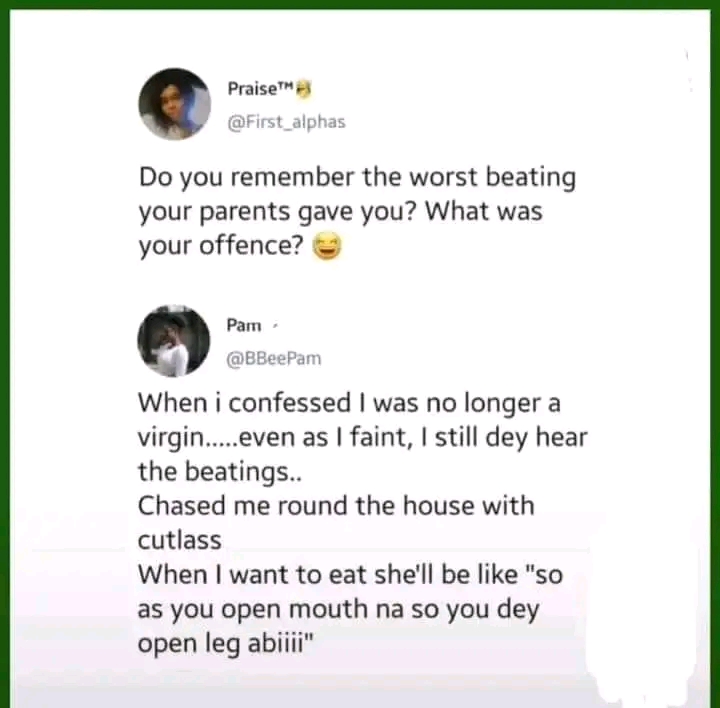 Praise™🤣
@First_alphas
Do you remember the worst beating
your parents gave you? What was
your offence? 😆
Pam
@BBeePam
When i confessed I was no longer a
virgin.....even as I faint, I still dey hear
the beatings..
Chased me round the house with
cutlass
When I want to eat she'll be like "so
as you open mouth na so you dey
open leg abiiii"